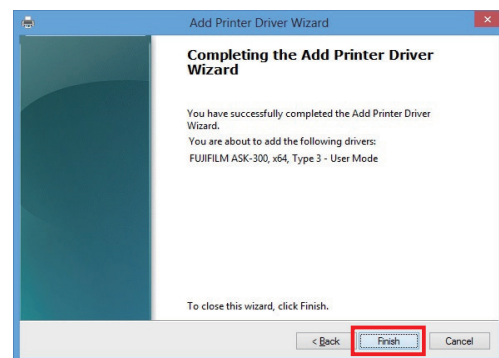 Add Printer Driver Wizard
Completing the Add Printer Driver
Wizard
You have successfully completed the Add Printer Driver
Wizard.
You are about to add the following drivers:
FUJIFILM ASK-300, x64, Type 3 - User Mode
To close this wizard, click Finish.
< Back Finish Cancel